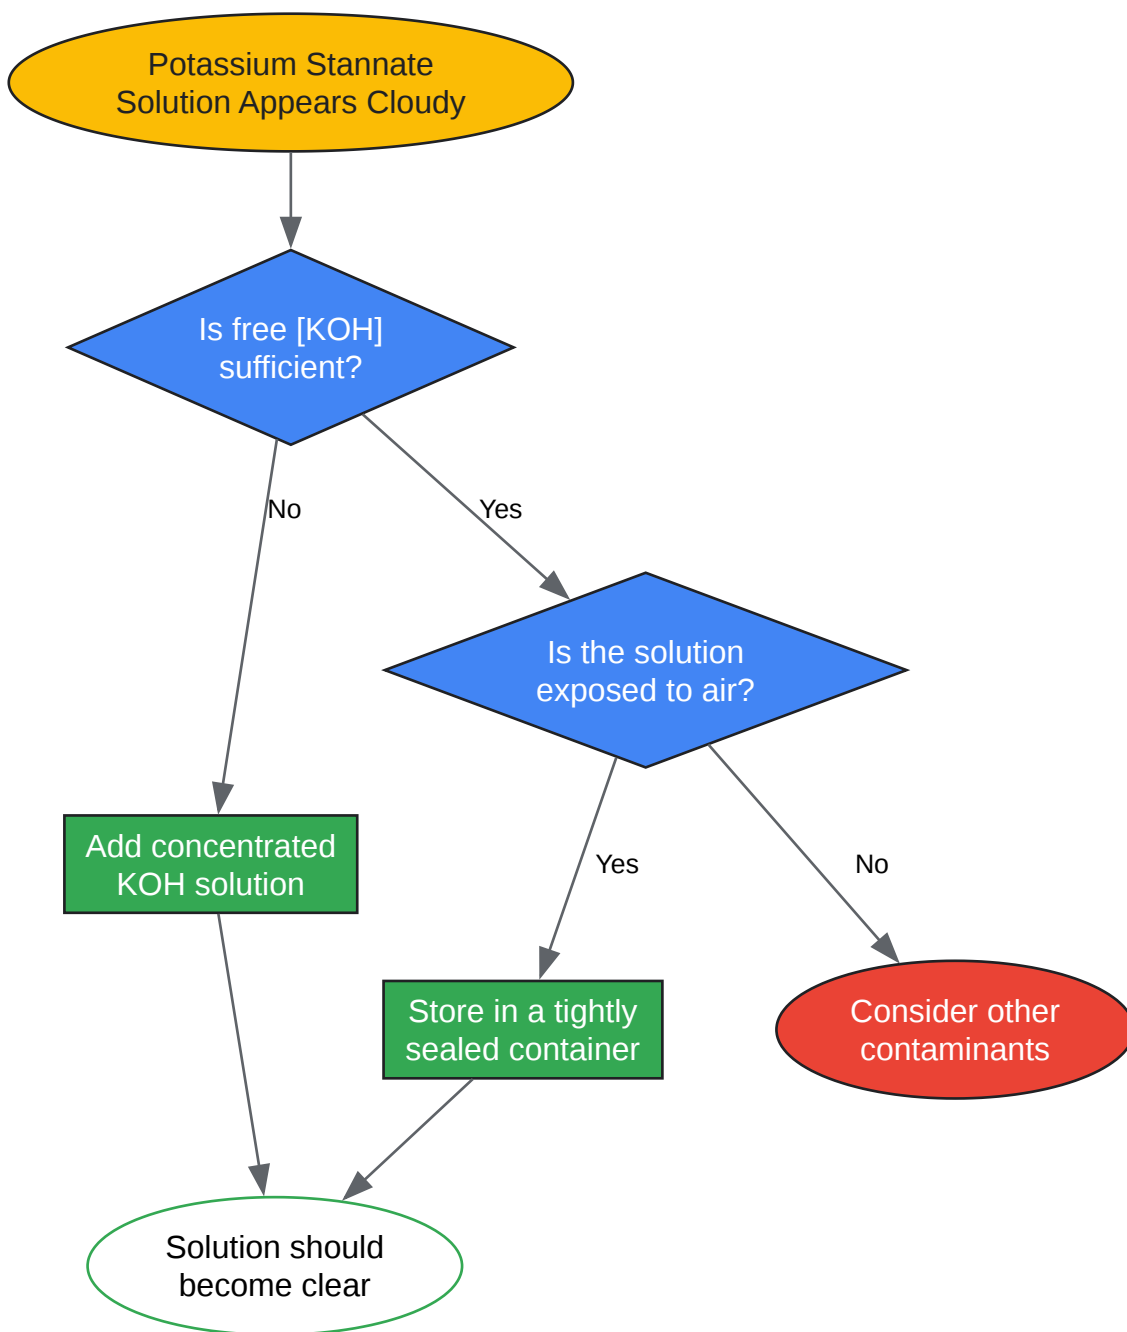 Potassium Stannate
Solution Appears Cloudy
Is free [KOH]
sufficient?
No
Yes
Is the solution
exposed to air?
Add concentrated
KOH solution
Yes
No
Store in a tightly
sealed container
Consider other
contaminants
Solution should
become clear